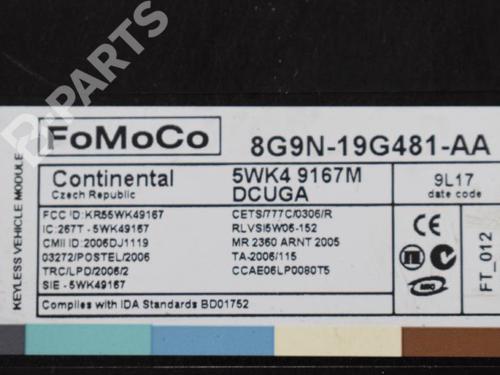 FoMoCo
8G9N-19G481-AA
KEYLESS VEHICLE MODULE
Continental
Czech Republic
5WK4 9167M
DCUGA
9L17
date code
FCC ID:KR55WK49167
IC:267T - 5WK49167
CMII ID:2006DJ1119
03272/POSTEL/2006
TRC/LPD/2006/2
SIE - 5WK49167
CETS/777C/0306/R
RLVSI5W06-152
MR 2360 ARNT 2005
TA-2006/115
CCAE06LP0080T5
Complies with IDA Standards BD01752
CE
FT_012
B-PARTS